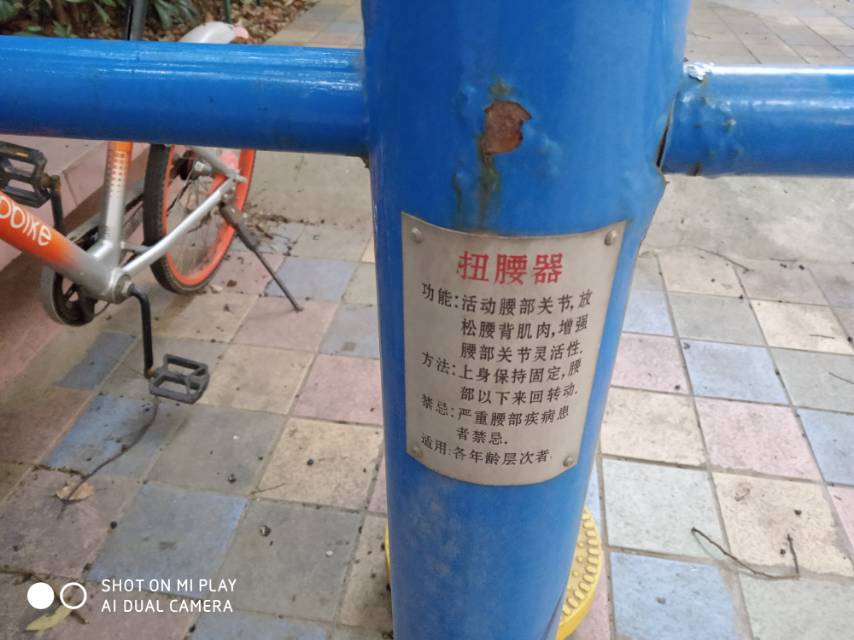 obike
扭腰器
功能:活动腰部关节,放
松腰背肌肉,增强
腰部关节灵活性.
方法:上身保持固定,腰
部以下来回转动.
禁忌:严重腰部疾病患
者禁忌.
适用:各年龄层次者.
SHOT ON MI PLAY
AI DUAL CAMERA